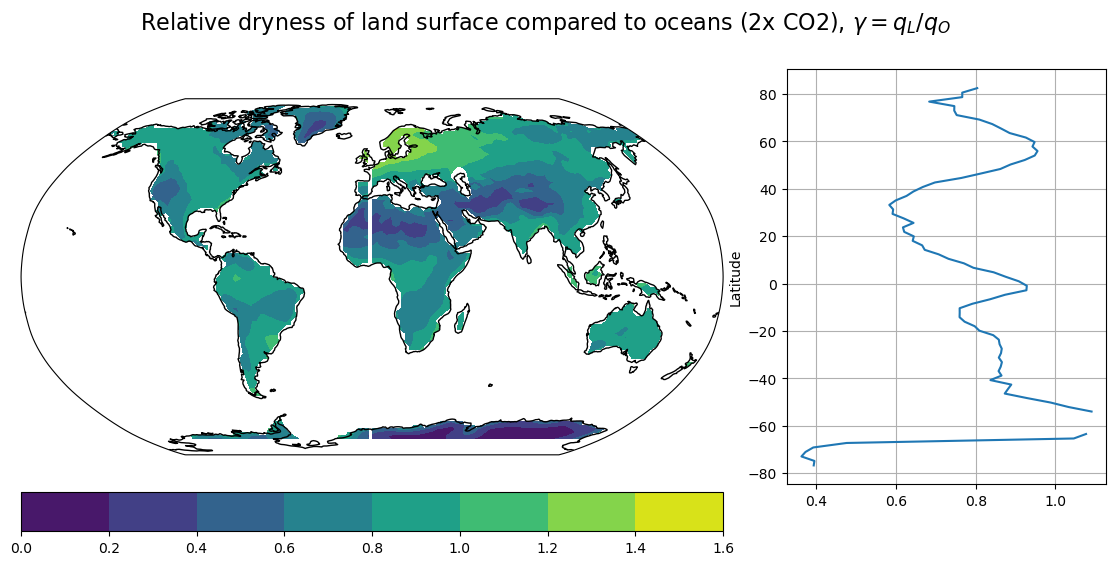 Relative dryness of land surface compared to oceans (2x CO2), γ = q_L/q_O
80
60
40
20
0
−20
−40
−60
−80
Latitude
0.4 0.6 0.8 1.0
0.0 0.2 0.4 0.6 0.8 1.0 1.2 1.4 1.6